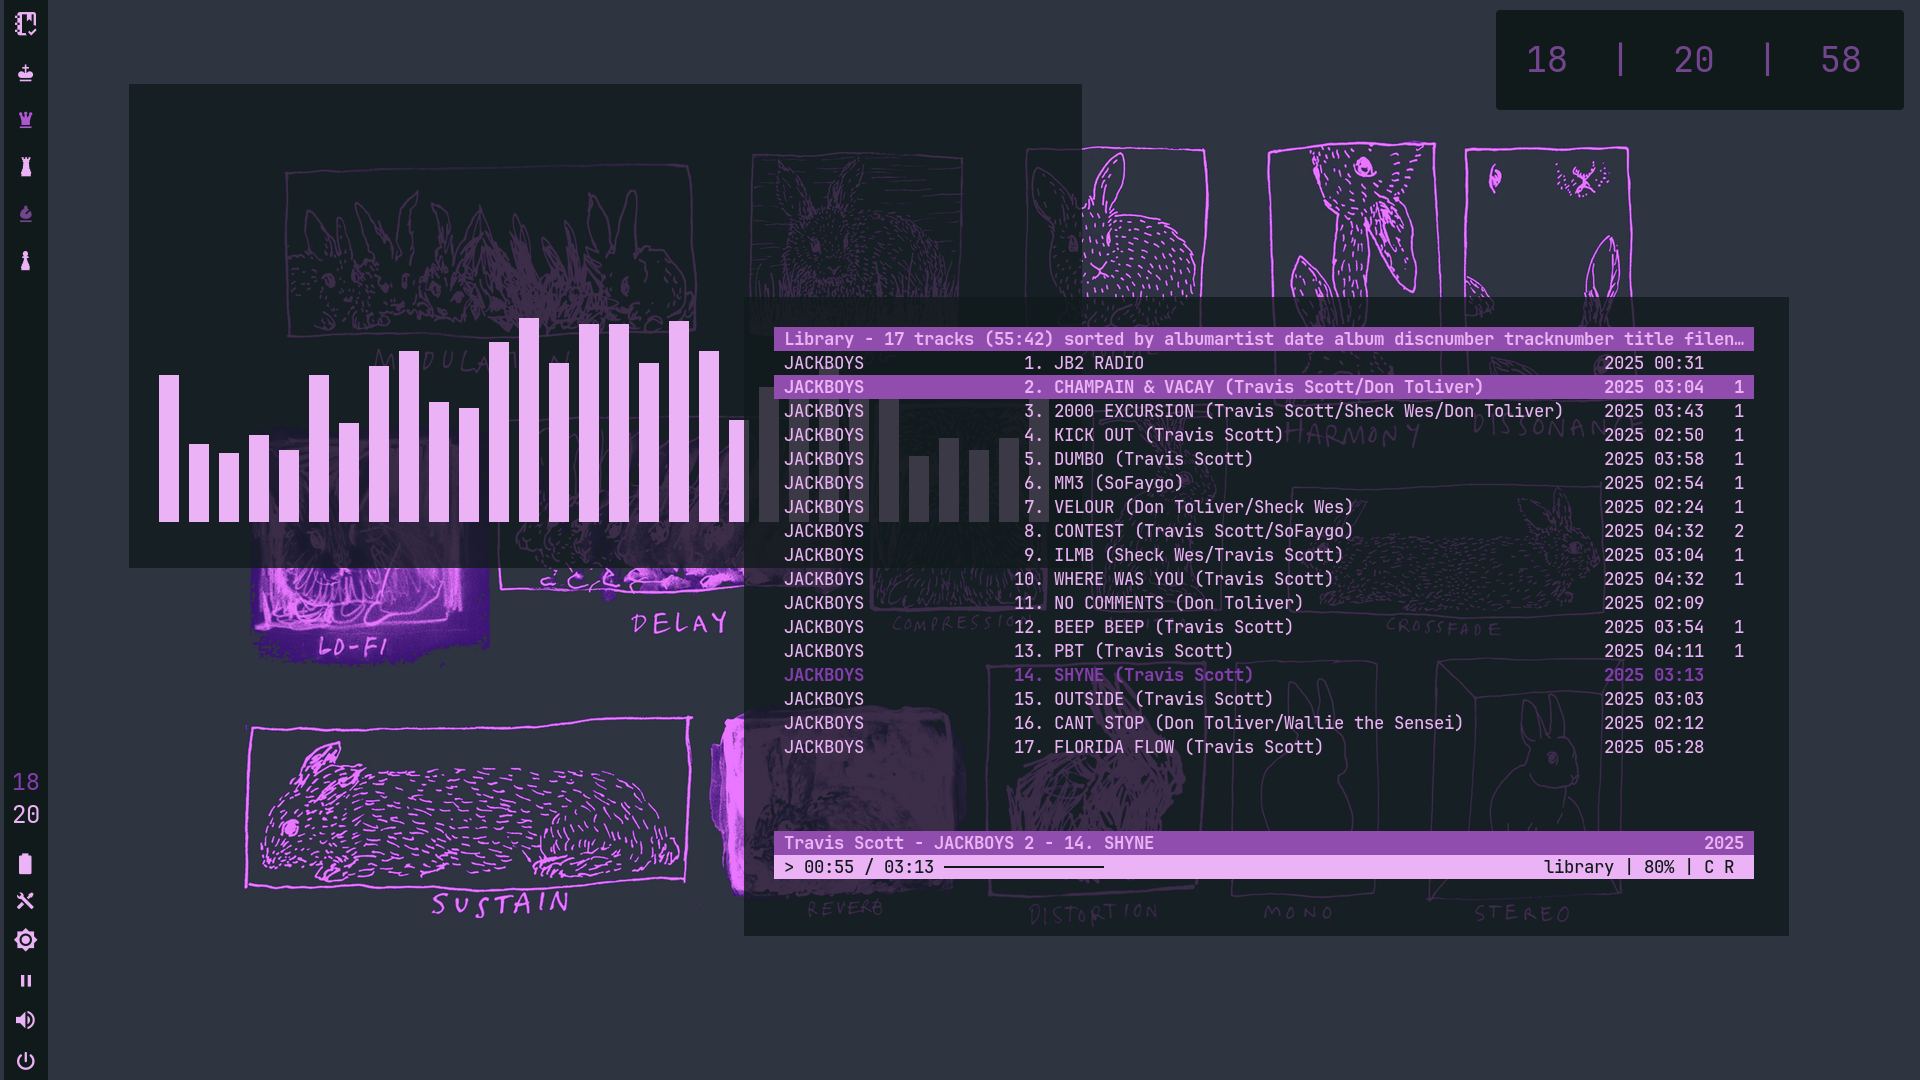 18 | 20 | 58
MODULATION
Library - 17 tracks (55:42) sorted by albumartist date album discnumber tracknumber title filen…
JACKBOYS 1. JB2 RADIO 2025 00:31
JACKBOYS 2. CHAMPAIN & VACAY (Travis Scott/Don Toliver) 2025 03:04 1
JACKBOYS 3. 2000 EXCURSION (Travis Scott/Sheck Wes/Don Toliver) 2025 03:43 1
JACKBOYS 4. KICK OUT (Travis Scott) 2025 02:50 1
JACKBOYS 5. DUMBO (Travis Scott) 2025 03:58 1
JACKBOYS 6. MM3 (SoFaygo) 2025 02:54 1
JACKBOYS 7. VELOUR (Don Toliver/Sheck Wes) 2025 02:24 1
JACKBOYS 8. CONTEST (Travis Scott/SoFaygo) 2025 04:32 2
JACKBOYS 9. ILMB (Sheck Wes/Travis Scott) 2025 03:04 1
JACKBOYS 10. WHERE WAS YOU (Travis Scott) 2025 04:32 1
JACKBOYS 11. NO COMMENTS (Don Toliver) 2025 02:09
JACKBOYS 12. BEEP BEEP (Travis Scott) 2025 03:54 1
JACKBOYS 13. PBT (Travis Scott) 2025 04:11 1
JACKBOYS 14. SHYNE (Travis Scott) 2025 03:13
JACKBOYS 15. OUTSIDE (Travis Scott) 2025 03:03
JACKBOYS 16. CANT STOP (Don Toliver/Wallie the Sensei) 2025 02:12
JACKBOYS 17. FLORIDA FLOW (Travis Scott) 2025 05:28
Travis Scott - JACKBOYS 2 - 14. SHYNE 2025
> 00:55 / 03:13 library | 80% | C R
HARMONY
DISSONANCE
LO-FI
DELAY
COMPRESSION
CROSSFADE
SUSTAIN
REVERB
DISTORTION
MONO
STEREO
18
20